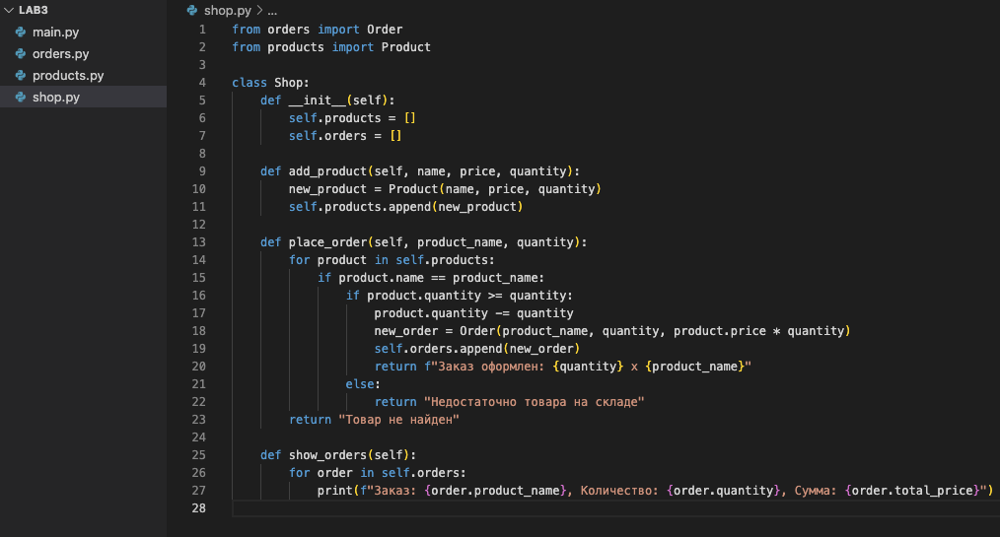 LAB3
main.py
orders.py
products.py
shop.py
shop.py > ...
1 from orders import Order
2 from products import Product
3
4 class Shop:
5     def __init__(self):
6         self.products = []
7         self.orders = []
8
9     def add_product(self, name, price, quantity):
10         new_product = Product(name, price, quantity)
11         self.products.append(new_product)
12
13     def place_order(self, product_name, quantity):
14         for product in self.products:
15             if product.name == product_name:
16                 if product.quantity >= quantity:
17                     product.quantity -= quantity
18                     new_order = Order(product_name, quantity, product.price * quantity)
19                     self.orders.append(new_order)
20                     return f"Заказ оформлен: {quantity} x {product_name}"
21                 else:
22                     return "Недостаточно товара на складе"
23         return "Товар не найден"
24
25     def show_orders(self):
26         for order in self.orders:
27             print(f"Заказ: {order.product_name}, Количество: {order.quantity}, Сумма: {order.total_price}")
28